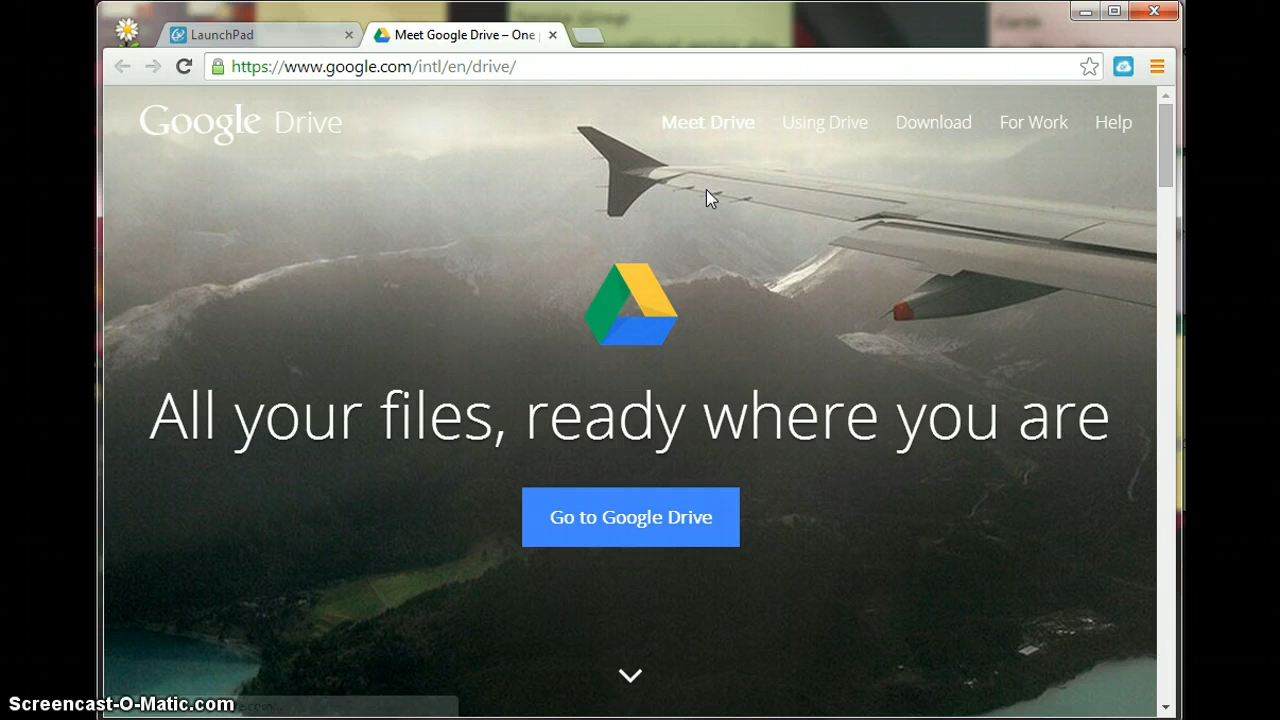 LaunchPad
Meet Google Drive – One
https://www.google.com/intl/en/drive/
Google Drive
Meet Drive Using Drive Download For Work Help
All your files, ready where you are
Go to Google Drive
Screencast-O-Matic.com